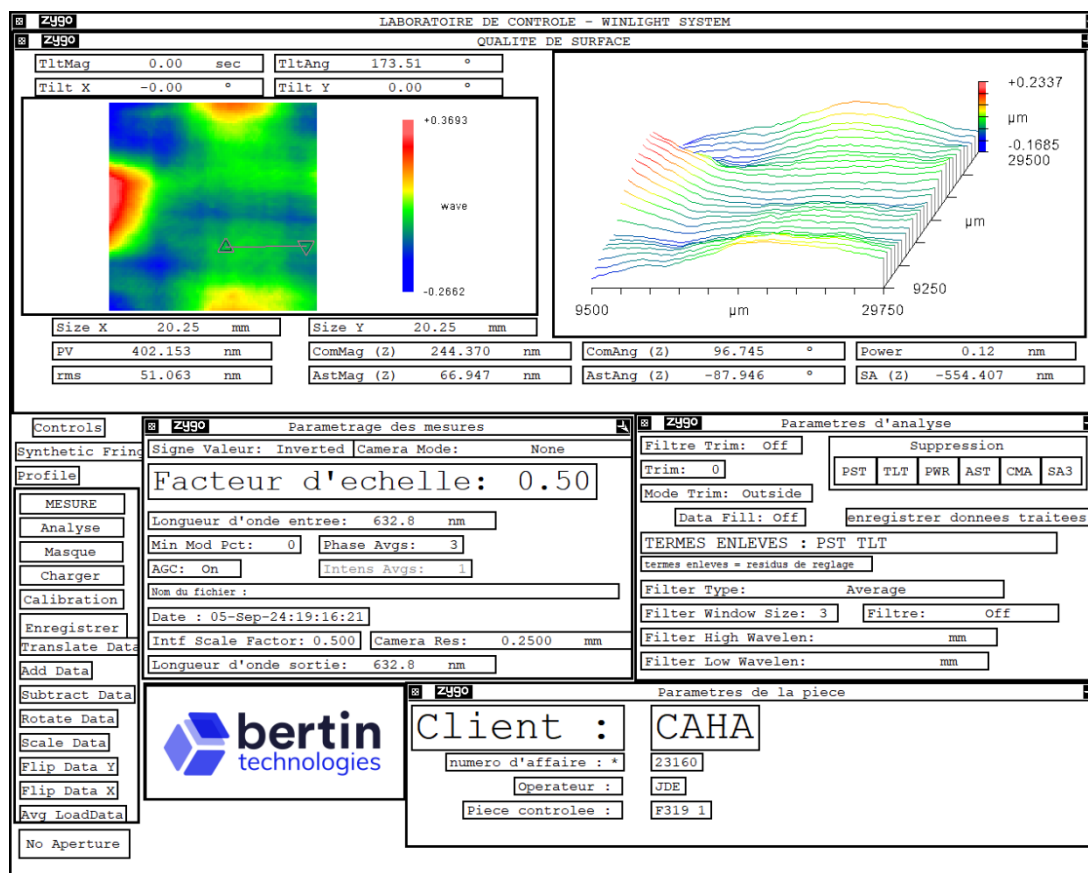 zygo LABORATOIRE DE CONTROLE - WINLIGHT SYSTEM
zygo QUALITE DE SURFACE
TltMag 0.00 sec TltAng 173.51 °
Tilt X -0.00 ° Tilt Y 0.00 °
+0.3693
wave
-0.2662
+0.2337
µm
-0.1685
29500
µm
9250
9500 µm 29750
Size X 20.25 mm Size Y 20.25 mm
PV 402.153 nm ComMag (Z) 244.370 nm ComAng (Z) 96.745 ° Power 0.12 nm
rms 51.063 nm AstMag (Z) 66.947 nm AstAng (Z) -87.946 ° SA (Z) -554.407 nm
Controls
Synthetic Fring
Profile
MESURE
Analyse
Masque
Charger
Calibration
Enregistrer
Translate Data
Add Data
Subtract Data
Rotate Data
Scale Data
Flip Data Y
Flip Data X
Avg LoadData
No Aperture
zygo Parametrage des mesures
Signe Valeur: Inverted Camera Mode: None
Facteur d'echelle: 0.50
Longueur d'onde entree: 632.8 nm
Min Mod Pct: 0 Phase Avgs: 3
AGC: On Intens Avgs: 1
Nom du fichier :
Date : 05-Sep-24:19:16:21
Intf Scale Factor: 0.500 Camera Res: 0.2500 mm
Longueur d'onde sortie: 632.8 nm
zygo Parametres d'analyse
Filtre Trim: Off Suppression
Trim: 0 PST TLT PWR AST CMA SA3
Mode Trim: Outside
Data Fill: Off enregistrer donnees traitees
TERMES ENLEVES : PST TLT
termes enleves = residus de reglage
Filter Type: Average
Filter Window Size: 3 Filtre: Off
Filter High Wavelen: mm
Filter Low Wavelen: mm
bertin
technologies
zygo Parametres de la piece
Client : CAHA
numero d'affaire : * 23160
Operateur : JDE
Piece controlee : F319 1